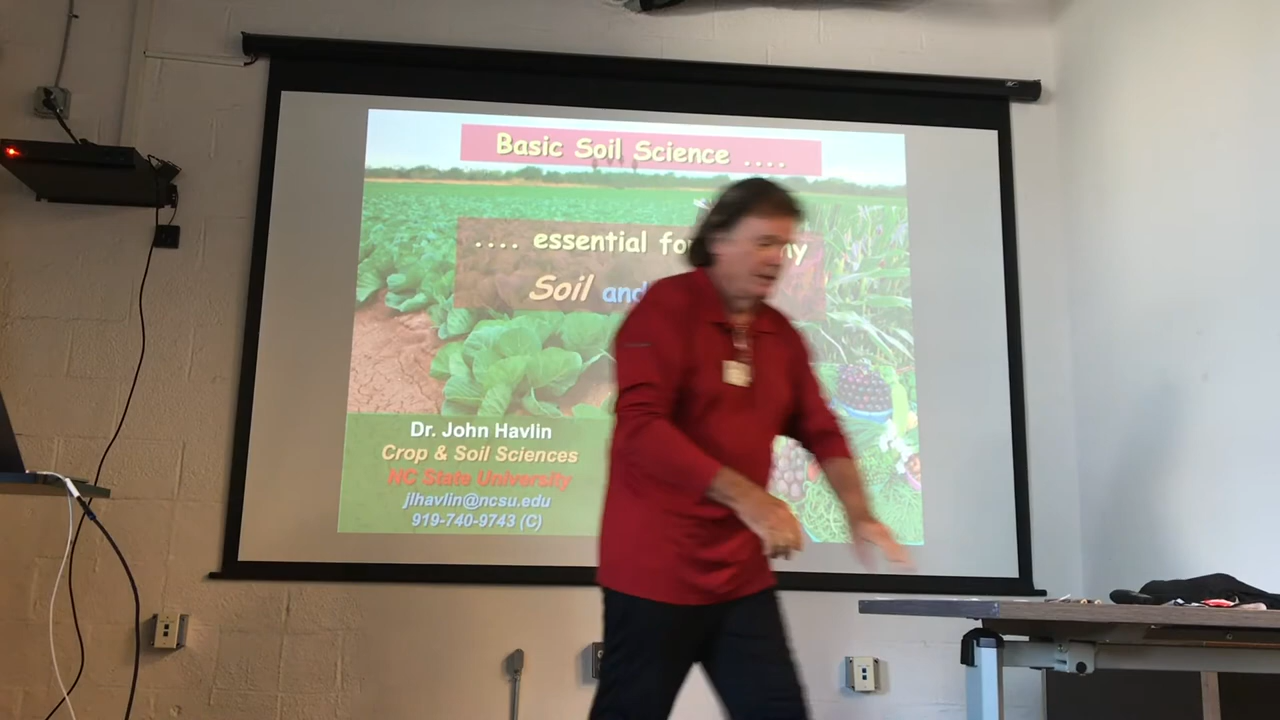 Basic Soil Science ....
.... essential for
Soil and
Dr. John Havlin
Crop & Soil Sciences
NC State University
jlhavlin@ncsu.edu
919-740-9743 (C)